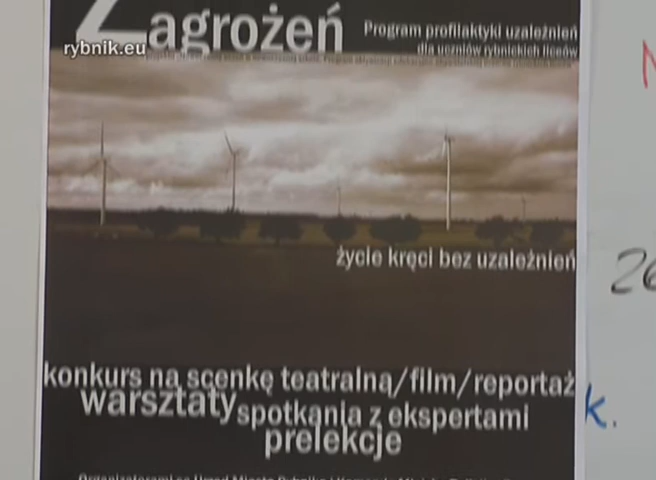 Zagrożeń
Program profilaktyki uzależnień
dla uczniów rybnickich liceów
rybnik.eu
życie kręci bez uzależnień
konkurs na scenkę teatralną/film/reportaż
warsztaty
spotkania z ekspertami
prelekcje
26
k.